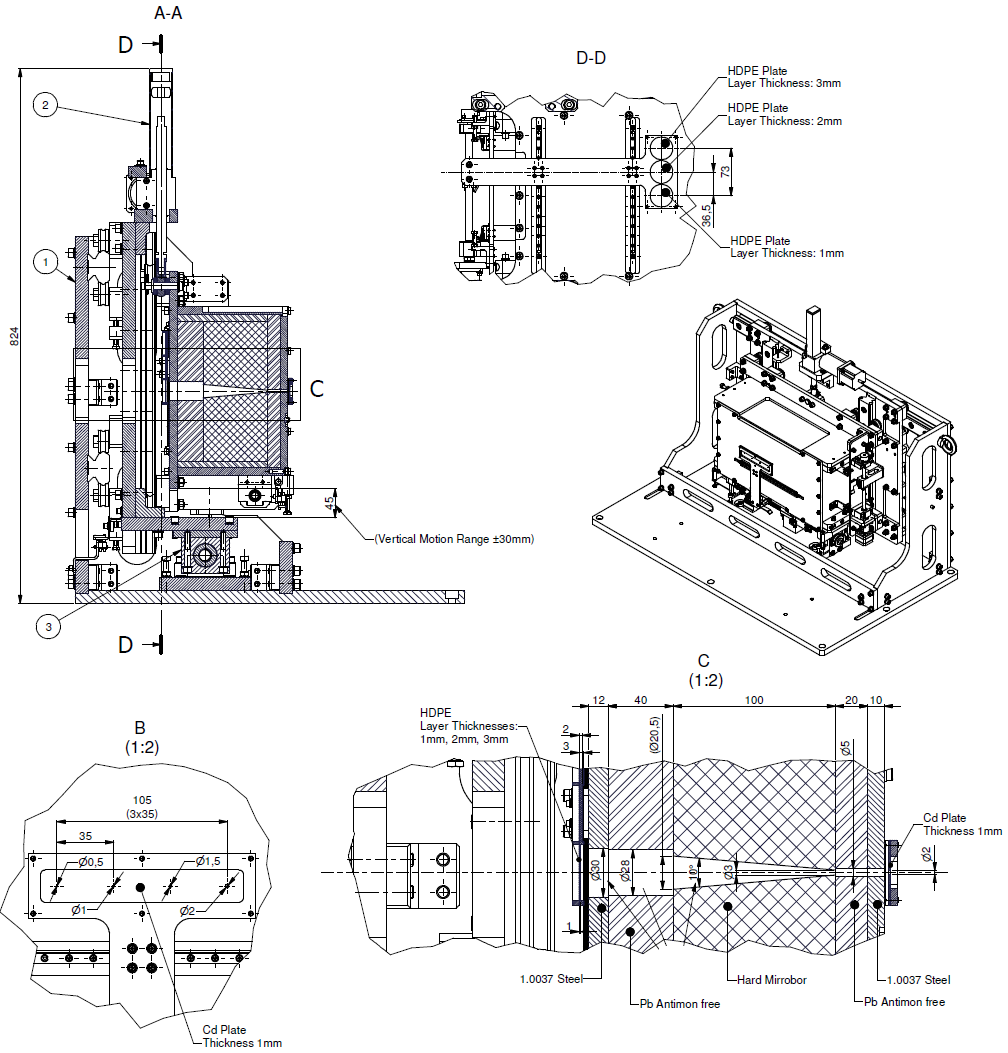 A-A
D
2
1
824
C
45
(Vertical Motion Range ±30mm)
3
D
D-D
HDPE Plate
Layer Thickness: 3mm
HDPE Plate
Layer Thickness: 2mm
73
36,5
HDPE Plate
Layer Thickness: 1mm
B
(1:2)
105
(3x35)
35
Ø0,5
Ø1,5
Ø1
Ø2
Cd Plate
Thickness 1mm
C
(1:2)
12
40
100
20
10
HDPE
Layer Thicknesses:
1mm, 2mm, 3mm
2
3
(Ø20,5)
Ø5
Cd Plate
Thickness 1mm
Ø2
Ø30
Ø28
10°
Ø3
1
1.0037 Steel
Pb Antimon free
Hard Mirrobor
1.0037 Steel
Pb Antimon free